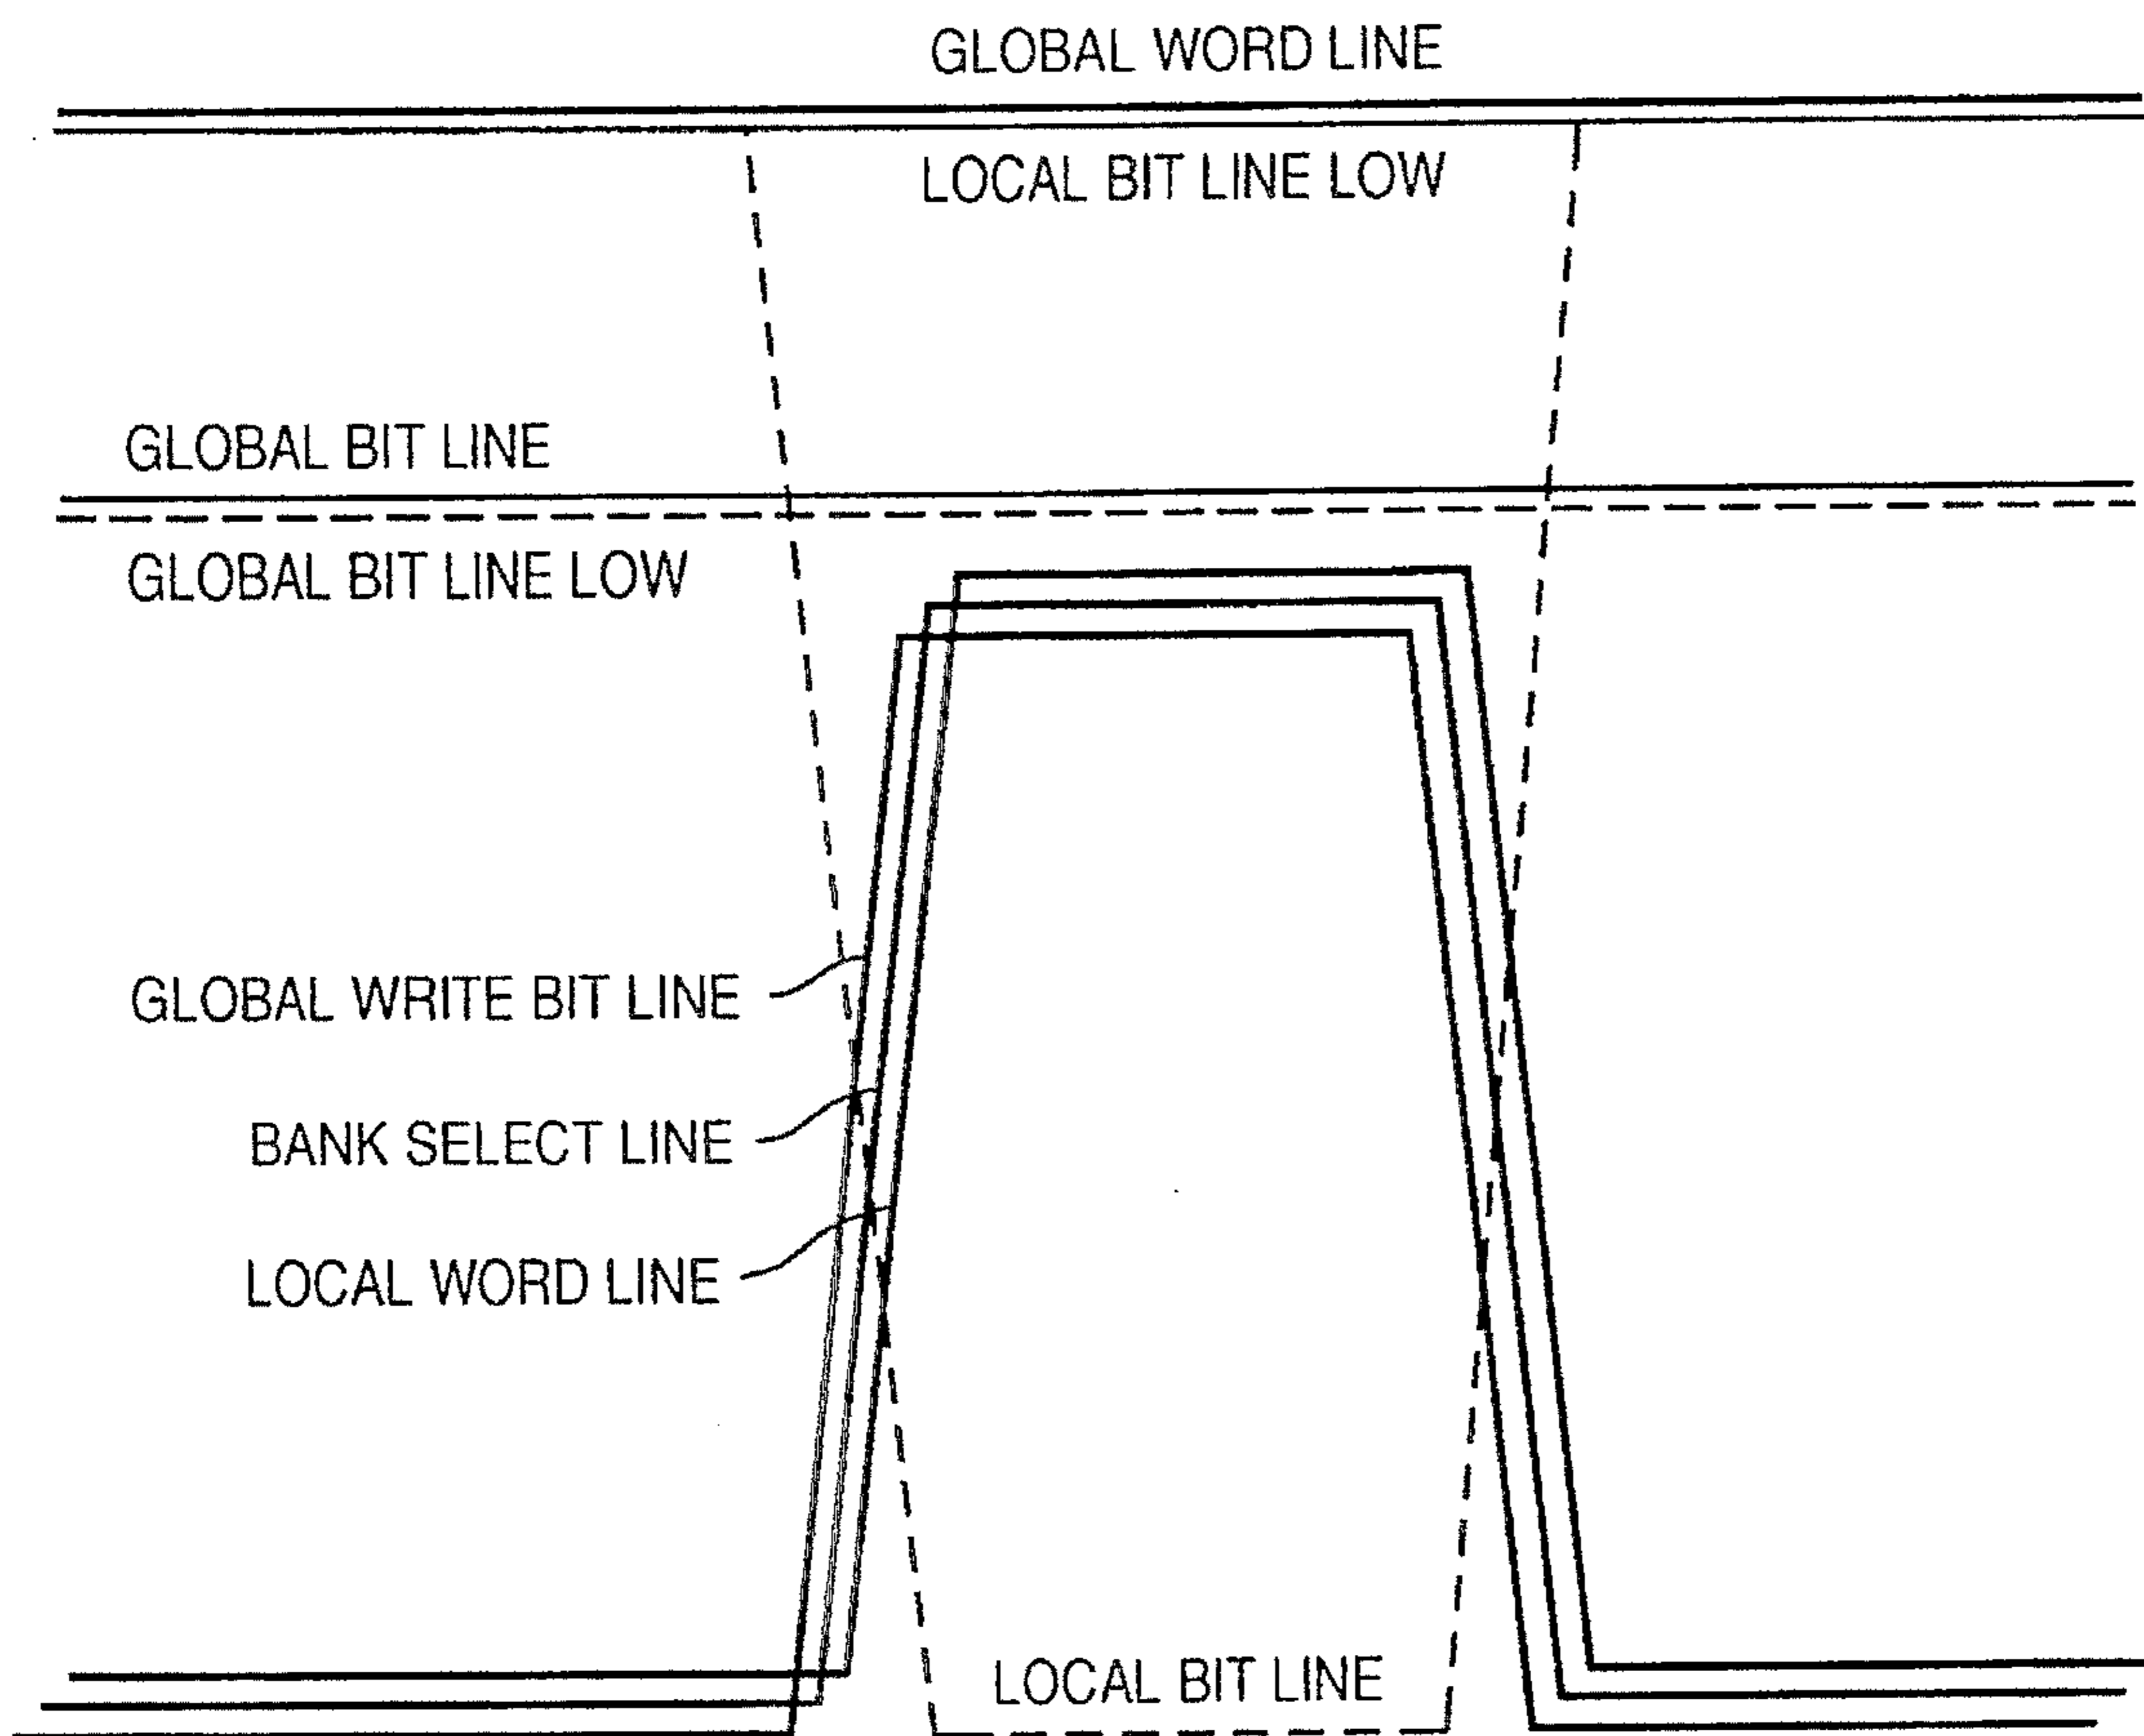 GLOBAL WORD LINE
LOCAL BIT LINE LOW
GLOBAL BIT LINE
GLOBAL BIT LINE LOW
GLOBAL WRITE BIT LINE
BANK SELECT LINE
LOCAL WORD LINE
LOCAL BIT LINE